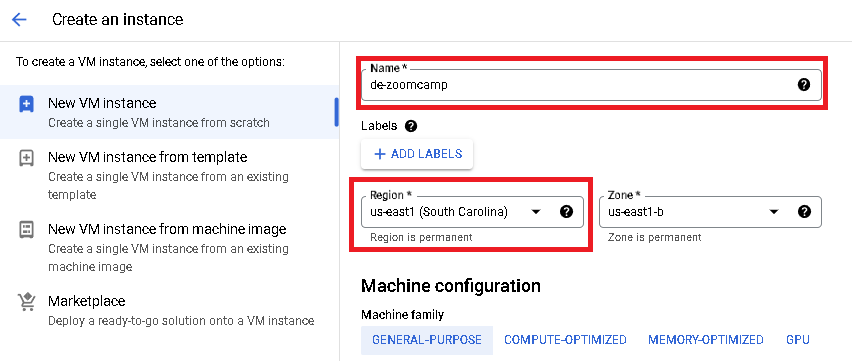 Create an instance
To create a VM instance, select one of the options:
New VM instance
Create a single VM instance from scratch
New VM instance from template
Create a single VM instance from an existing
template
New VM instance from machine image
Create a single VM instance from an existing
machine image
Marketplace
Deploy a ready-to-go solution onto a VM instance
Name *
de-zoomcamp
Labels
+ ADD LABELS
Region *
us-east1 (South Carolina)
Region is permanent
Zone *
us-east1-b
Zone is permanent
Machine configuration
Machine family
GENERAL-PURPOSE COMPUTE-OPTIMIZED MEMORY-OPTIMIZED GPU